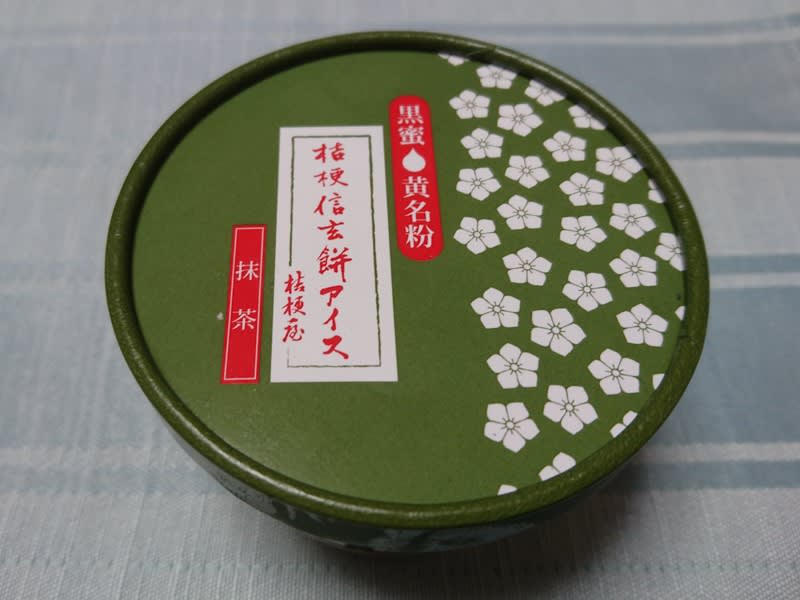 黒蜜 黄名粉
桔梗信玄餅アイス
桔梗屋
抹茶